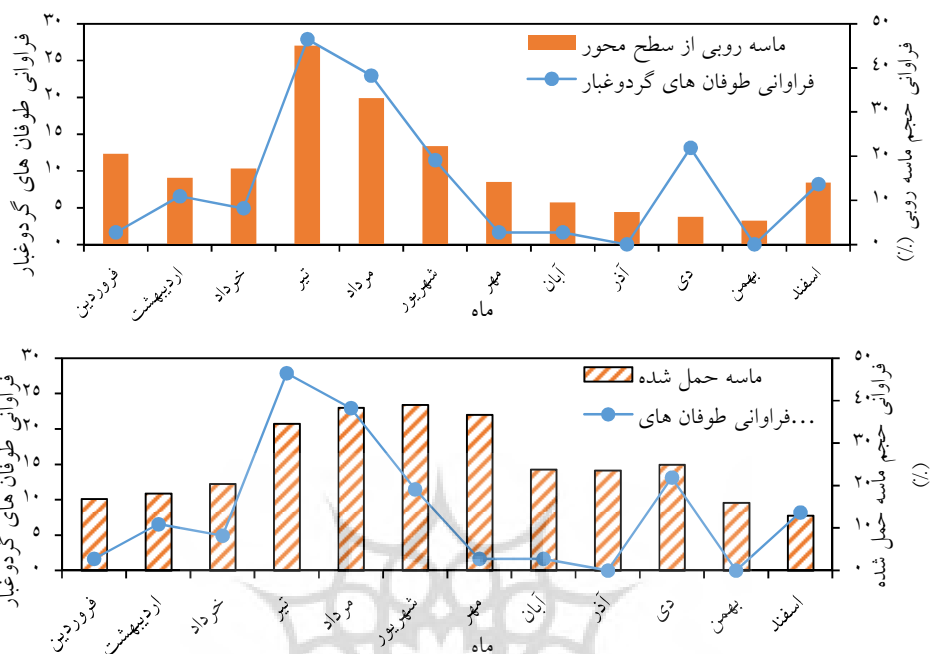 فراوانی طوفان های گردوغبار
۳۰
۲۵
۲۰
۱۵
۱۰
۵
۰
ماسه روبی از سطح محور
فراوانی طوفان های گردوغبار
۵۰
۴۰
۳۰
۲۰
۱۰
۰
فراوانی حجم ماسه روبی (٪)
فروردین
اردیبهشت
خرداد
تیر
مرداد
شهریور
مهر
آبان
آذر
دی
بهمن
اسفند
ماه
فراوانی طوفان های گردوغبار
۳۰
۲۵
۲۰
۱۵
۱۰
۵
۰
ماسه حمل شده
فراوانی طوفان های...
۵۰
۴۰
۳۰
۲۰
۱۰
۰
فراوانی حجم ماسه حمل شده
(٪)
فروردین
اردیبهشت
خرداد
تیر
مرداد
شهریور
مهر
آبان
آذر
دی
بهمن
اسفند
ماه